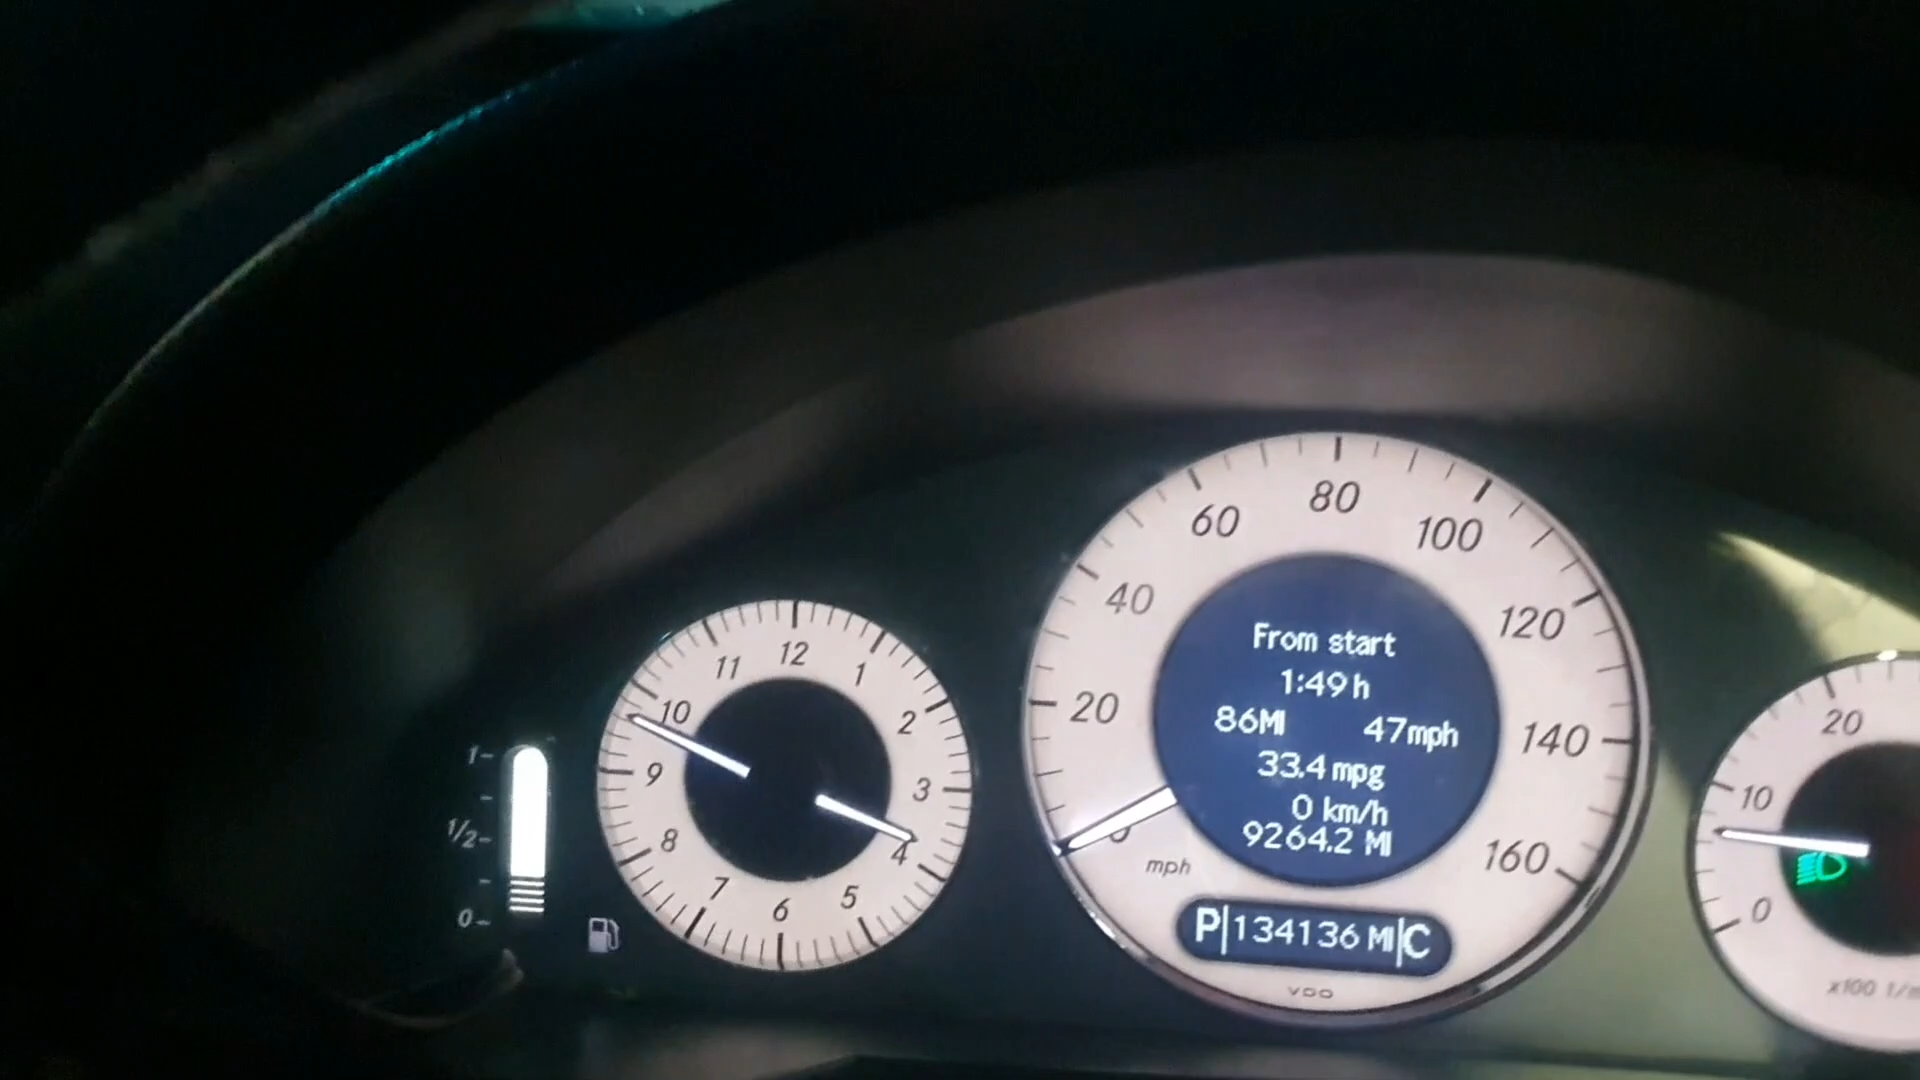 1
1/2
0
12
1
2
3
4
5
6
7
8
9
10
11
20
40
60
80
100
120
140
160
mph
From start
1:49 h
86MI 47mph
33.4 mpg
0 km/h
9264.2 MI
P|134136 MI|C
VDO
20
10
0